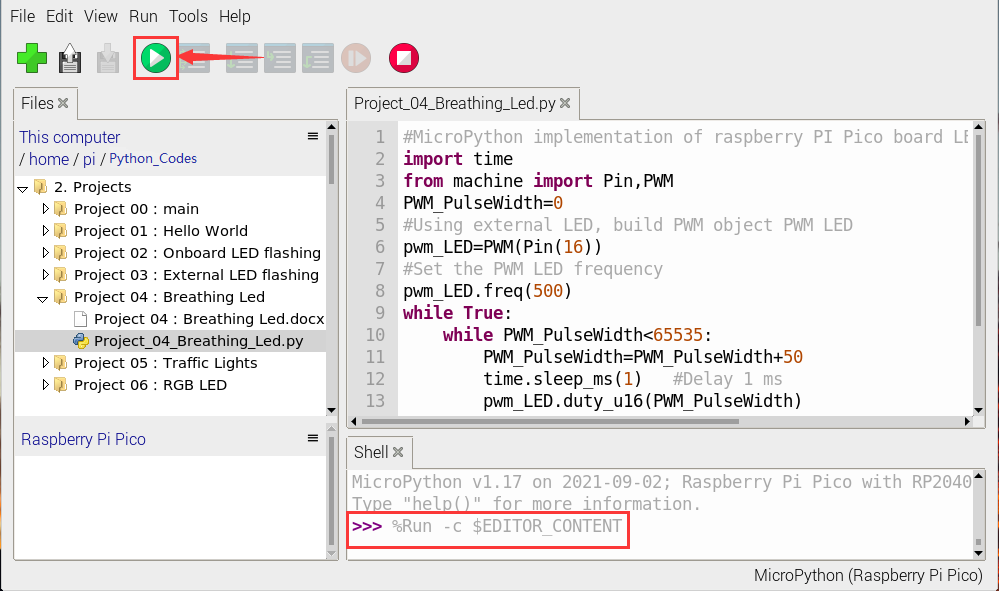 File Edit View Run Tools Help
Files
This computer
/ home / pi / Python_Codes
2. Projects
Project 00 : main
Project 01 : Hello World
Project 02 : Onboard LED flashing
Project 03 : External LED flashing
Project 04 : Breathing Led
Project 04 : Breathing Led.docx
Project_04_Breathing_Led.py
Project 05 : Traffic Lights
Project 06 : RGB LED
Raspberry Pi Pico
Project_04_Breathing_Led.py
1 #MicroPython implementation of raspberry PI Pico board LE
2 import time
3 from machine import Pin,PWM
4 PWM_PulseWidth=0
5 #Using external LED, build PWM object PWM LED
6 pwm_LED=PWM(Pin(16))
7 #Set the PWM LED frequency
8 pwm_LED.freq(500)
9 while True:
10     while PWM_PulseWidth<65535:
11         PWM_PulseWidth=PWM_PulseWidth+50
12         time.sleep_ms(1)   #Delay 1 ms
13         pwm_LED.duty_u16(PWM_PulseWidth)
Shell
MicroPython v1.17 on 2021-09-02; Raspberry Pi Pico with RP2040
Type "help()" for more information.
>>> %Run -c $EDITOR_CONTENT
MicroPython (Raspberry Pi Pico)